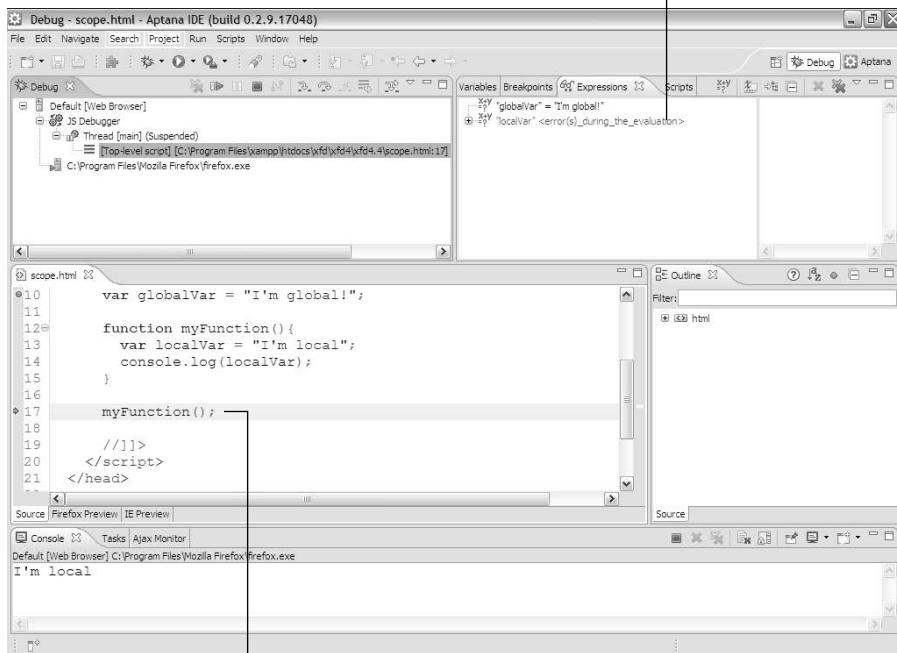 Debug - scope.html - Aptana IDE (build 0.2.9.17048)
File Edit Navigate Search Project Run Scripts Window Help
Debug Aptana
Debug
Default [Web Browser]
JS Debugger
Thread [main] (Suspended)
[Top-level script] [C:\Program Files\xampp\htdocs\xfd\xfd4\xfd4.4\scope.html:17]
C:\Program Files\Mozilla Firefox\firefox.exe
Variables Breakpoints Expressions Scripts
"globalVar" = "I'm global!"
"localVar" <error(s)_during_the_evaluation>
scope.html
10 var globalVar = "I'm global!";
11
12 function myFunction(){
13 var localVar = "I'm local";
14 console.log(localVar);
15 }
16
17 myFunction();
18
19 //]]>
20 </script>
21 </head>
Source Firefox Preview IE Preview
Outline
Filter:
html
Source
Console Tasks Ajax Monitor
Default [Web Browser] C:\Program Files\Mozilla Firefox\firefox.exe
I'm local